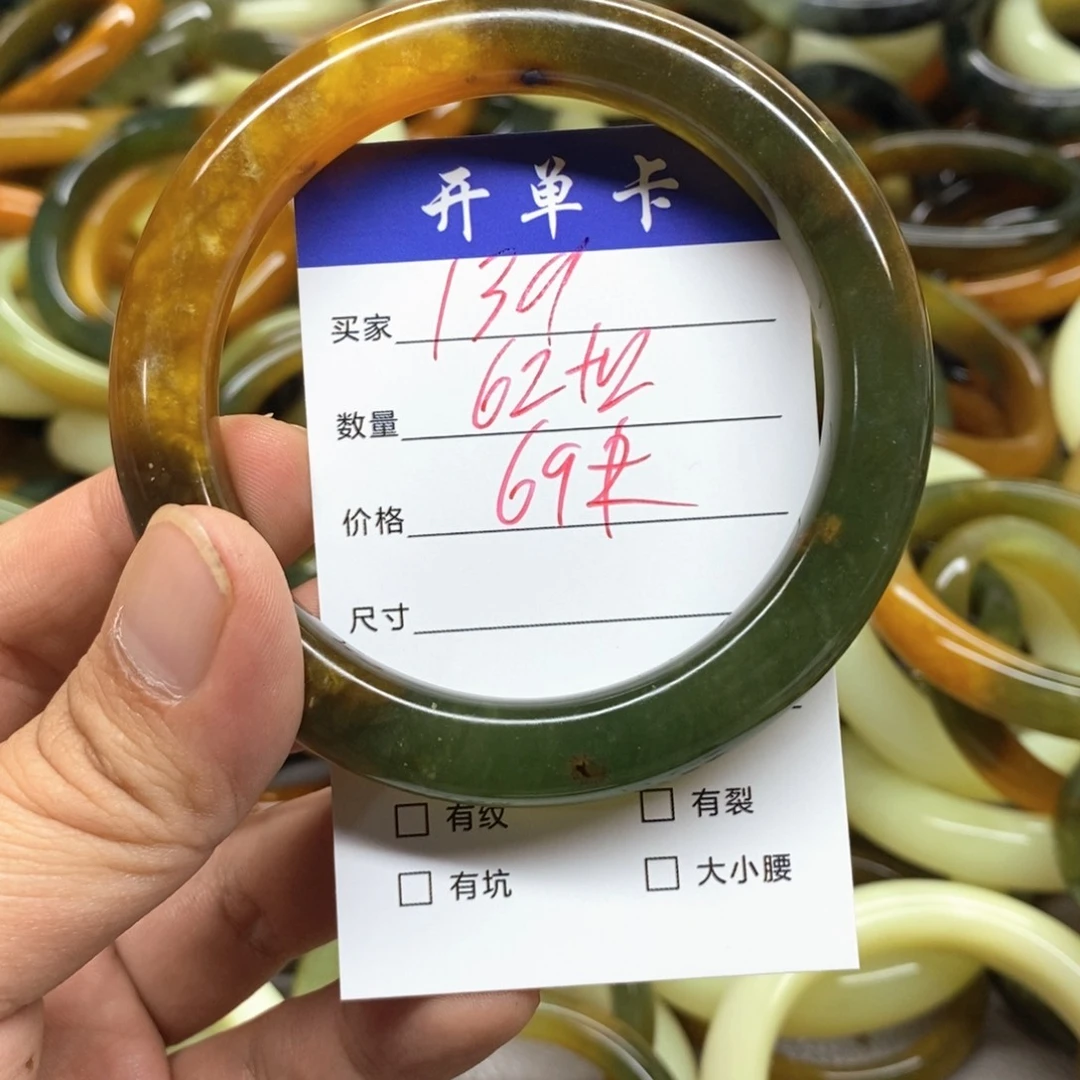 开单卡
买家 139
数量 62
价格 69
尺寸
有纹 有裂
有坑 大小腰